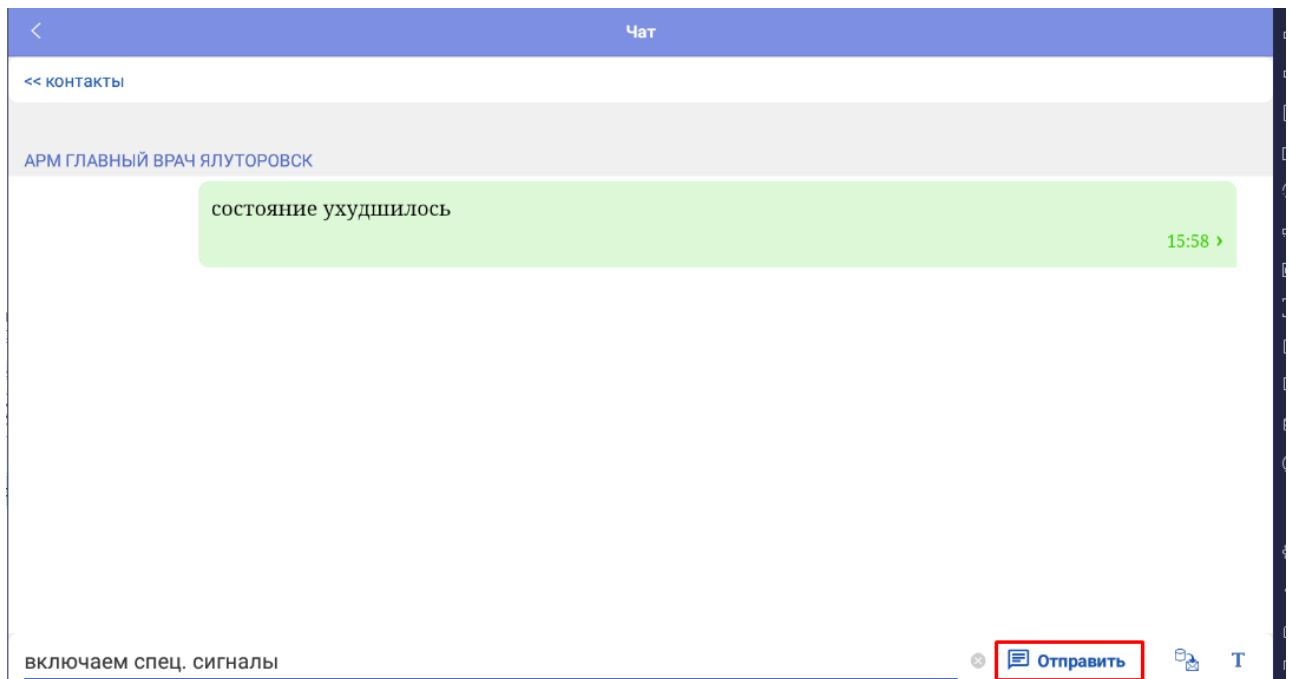 Чат
<< контакты
АРМ ГЛАВНЫЙ ВРАЧ ЯЛУТОРОВСК
состояние ухудшилось
15:58 ›
включаем спец. сигналы
Отправить
T